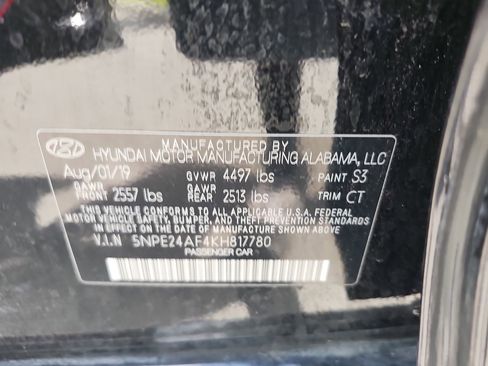 MANUFACTURED BY
HYUNDAI MOTOR MANUFACTURING ALABAMA, LLC
Aug/01/19 GVWR 4497 lbs PAINT S3
GAWR FRONT 2557 lbs GAWR REAR 2513 lbs TRIM CT
THIS VEHICLE CONFORMS TO ALL APPLICABLE U.S.A. FEDERAL
MOTOR VEHICLE SAFETY, BUMPER, AND THEFT PREVENTION
STANDARDS IN EFFECT ON THE DATE OF MANUFACTURE
SHOWN ABOVE.
V.I.N 5NPE24AF4KH817780
PASSENGER CAR